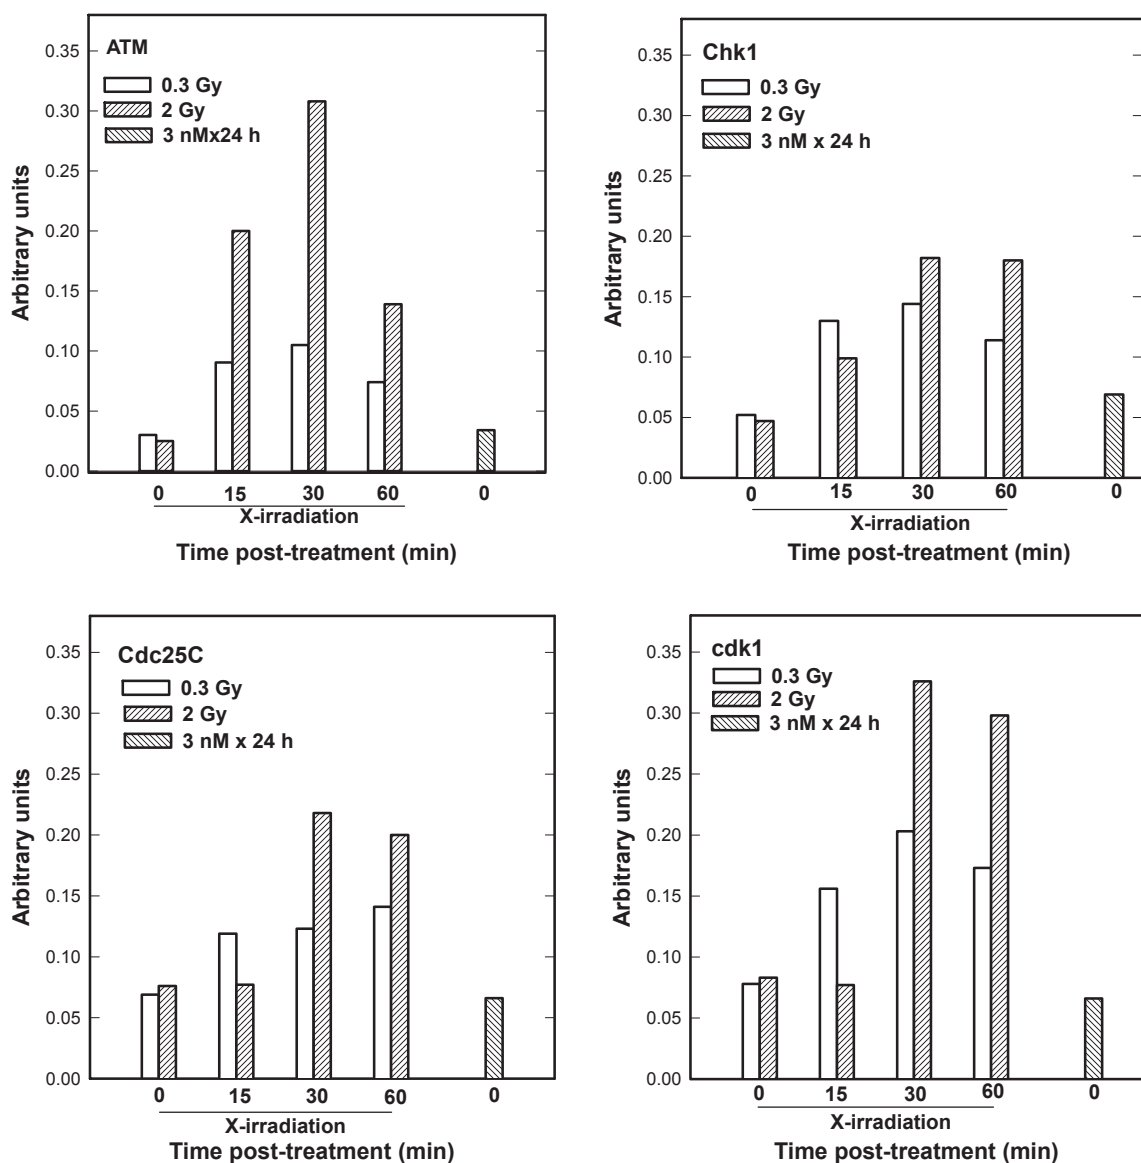 ATM
0.3 Gy
2 Gy
3 nMx24 h
Arbitrary units
0.35
0.30
0.25
0.20
0.15
0.10
0.05
0.00
0 15 30 60 0
X-irradiation
Time post-treatment (min)
Chk1
0.3 Gy
2 Gy
3 nM x 24 h
Arbitrary units
0.35
0.30
0.25
0.20
0.15
0.10
0.05
0.00
0 15 30 60 0
X-irradiation
Time post-treatment (min)
Cdc25C
0.3 Gy
2 Gy
3 nM x 24 h
Arbitrary units
0.35
0.30
0.25
0.20
0.15
0.10
0.05
0.00
0 15 30 60 0
X-irradiation
Time post-treatment (min)
cdk1
0.3 Gy
2 Gy
3 nM x 24 h
Arbitrary units
0.35
0.30
0.25
0.20
0.15
0.10
0.05
0.00
0 15 30 60 0
X-irradiation
Time post-treatment (min)